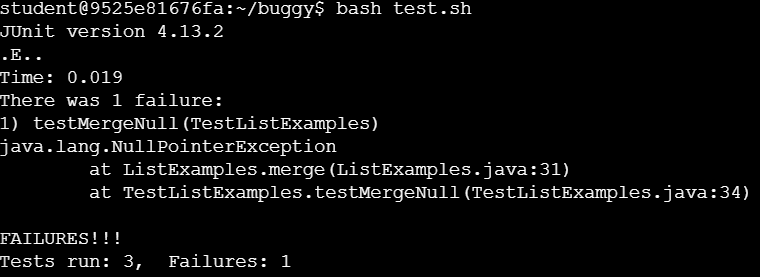 student@9525e81676fa:~/buggy$ bash test.sh
JUnit version 4.13.2
.E..
Time: 0.019
There was 1 failure:
1) testMergeNull(TestListExamples)
java.lang.NullPointerException
        at ListExamples.merge(ListExamples.java:31)
        at TestListExamples.testMergeNull(TestListExamples.java:34)

FAILURES!!!
Tests run: 3,  Failures: 1